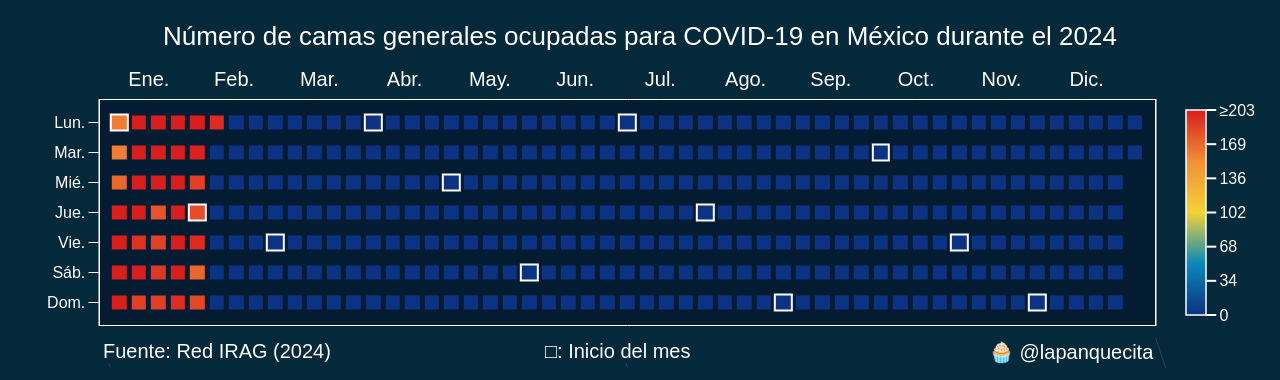 Número de camas generales ocupadas para COVID-19 en México durante el 2024
Ene. Feb. Mar. Abr. May. Jun. Jul. Ago. Sep. Oct. Nov. Dic.
Lun.
Mar.
Mié.
Jue.
Vie.
Sáb.
Dom.
≥203
169
136
102
68
34
0
Fuente: Red IRAG (2024) □: Inicio del mes 🧁 @lapanquecita